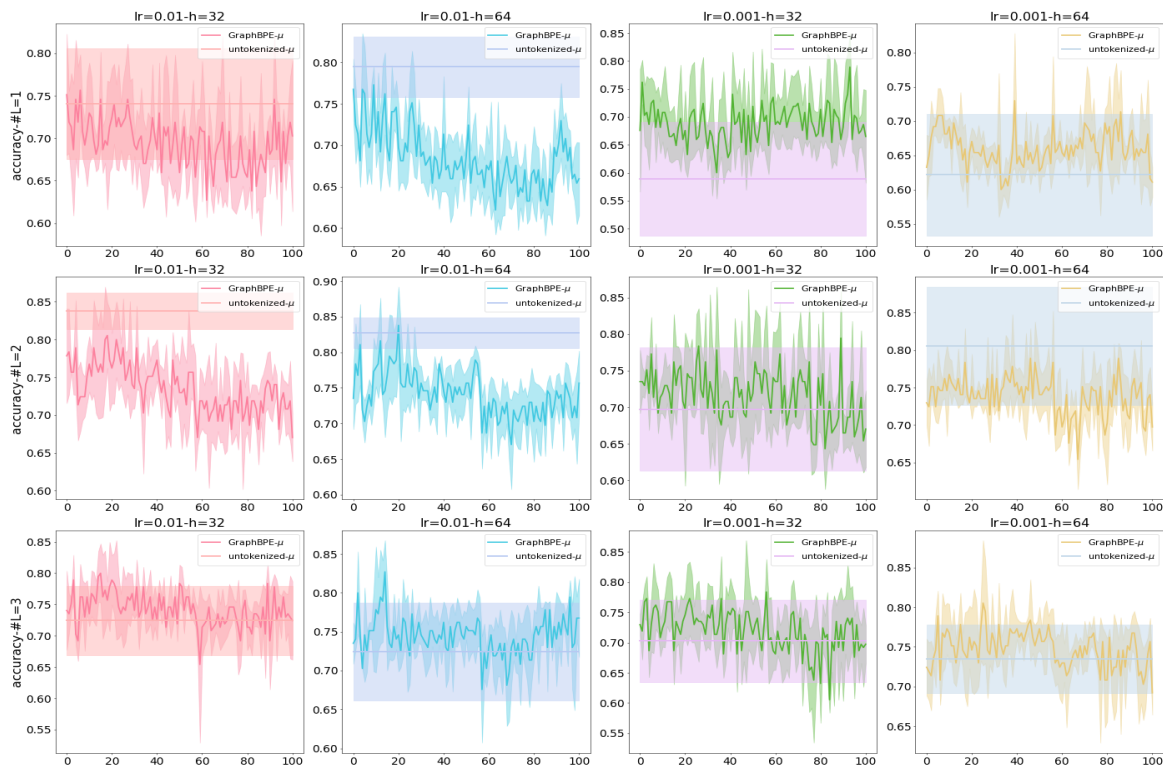 lr=0.01-h=32
GraphBPE-μ
untokenized-μ
accuracy-#L=1
0.80
0.75
0.70
0.65
0.60
0 20 40 60 80 100
lr=0.01-h=64
GraphBPE-μ
untokenized-μ
0.80
0.75
0.70
0.65
0.60
0 20 40 60 80 100
lr=0.001-h=32
GraphBPE-μ
untokenized-μ
0.85
0.80
0.75
0.70
0.65
0.60
0.55
0.50
0 20 40 60 80 100
lr=0.001-h=64
GraphBPE-μ
untokenized-μ
0.80
0.75
0.70
0.65
0.60
0.55
0 20 40 60 80 100
lr=0.01-h=32
GraphBPE-μ
untokenized-μ
accuracy-#L=2
0.85
0.80
0.75
0.70
0.65
0.60
0 20 40 60 80 100
lr=0.01-h=64
GraphBPE-μ
untokenized-μ
0.90
0.85
0.80
0.75
0.70
0.65
0.60
0 20 40 60 80 100
lr=0.001-h=32
GraphBPE-μ
untokenized-μ
0.85
0.80
0.75
0.70
0.65
0.60
0 20 40 60 80 100
lr=0.001-h=64
GraphBPE-μ
untokenized-μ
0.85
0.80
0.75
0.70
0.65
0 20 40 60 80 100
lr=0.01-h=32
GraphBPE-μ
untokenized-μ
accuracy-#L=3
0.85
0.80
0.75
0.70
0.65
0.60
0.55
0 20 40 60 80 100
lr=0.01-h=64
GraphBPE-μ
untokenized-μ
0.85
0.80
0.75
0.70
0.65
0.60
0 20 40 60 80 100
lr=0.001-h=32
GraphBPE-μ
untokenized-μ
0.85
0.80
0.75
0.70
0.65
0.60
0.55
0 20 40 60 80 100
lr=0.001-h=64
GraphBPE-μ
untokenized-μ
0.85
0.80
0.75
0.70
0.65
0 20 40 60 80 100